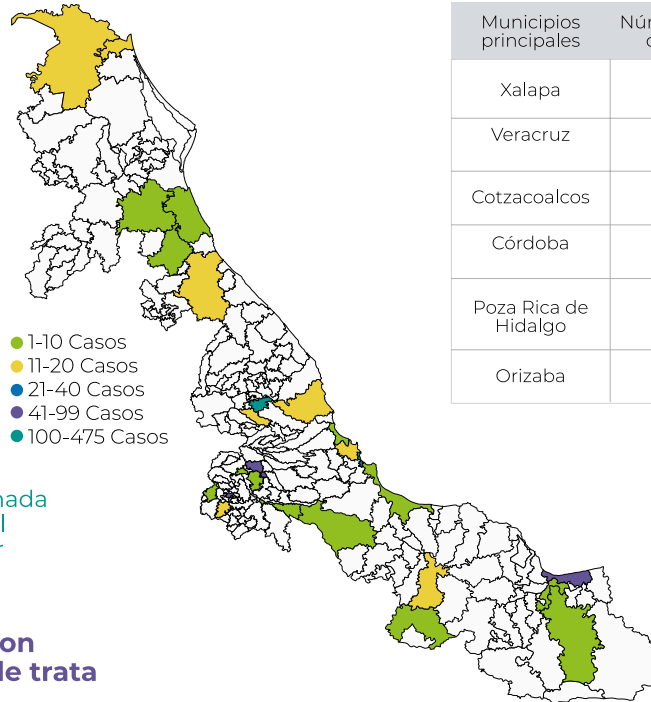 Municipios
principales
Xalapa
Veracruz
Cotzacoalcos
Córdoba
Poza Rica de
Hidalgo
Orizaba
1-10 Casos
11-20 Casos
21-40 Casos
41-99 Casos
100-475 Casos
on
de trata